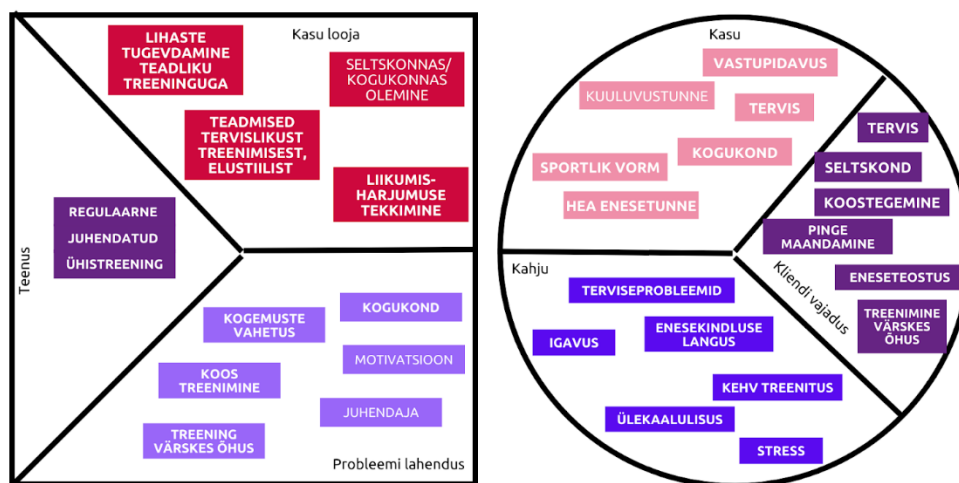 Kasu looja
LIHASTE
TUGEVDAMINE
TEADLIKU
TREENINGUGA
SELTSKONNAS/
KOGUKONNAS
OLEMINE
TEADMISED
TERVISLIKUST
TREENIMISEST,
ELUSTIILIST
LIIKUMIS-
HARJUMUSE
TEKKIMINE
Teenus
REGULAARNE
JUHENDATUD
ÜHISTREENING
KOGUKOND
KOGEMUSTE
VAHETUS
MOTIVATSIOON
KOOS
TREENIMINE
JUHENDAJA
TREENING
VÄRSKES ÕHUS
Probleemi lahendus
Kasu
VASTUPIDAVUS
KUULUVUSTUNNE
TERVIS
KOGUKOND
SPORTLIK VORM
HEA ENESETUNNE
TERVIS
SELTSKOND
KOOSTEGEMINE
PINGE
MAANDAMINE
Kliendi vajadus
ENESETEOSTUS
TREENIMINE
VÄRSKES
ÕHUS
Kahju
TERVISEPROBLEEMID
IGAVUS
ENESEKINDLUSE
LANGUS
KEHV TREENITUS
ÜLEKAALULISUS
STRESS